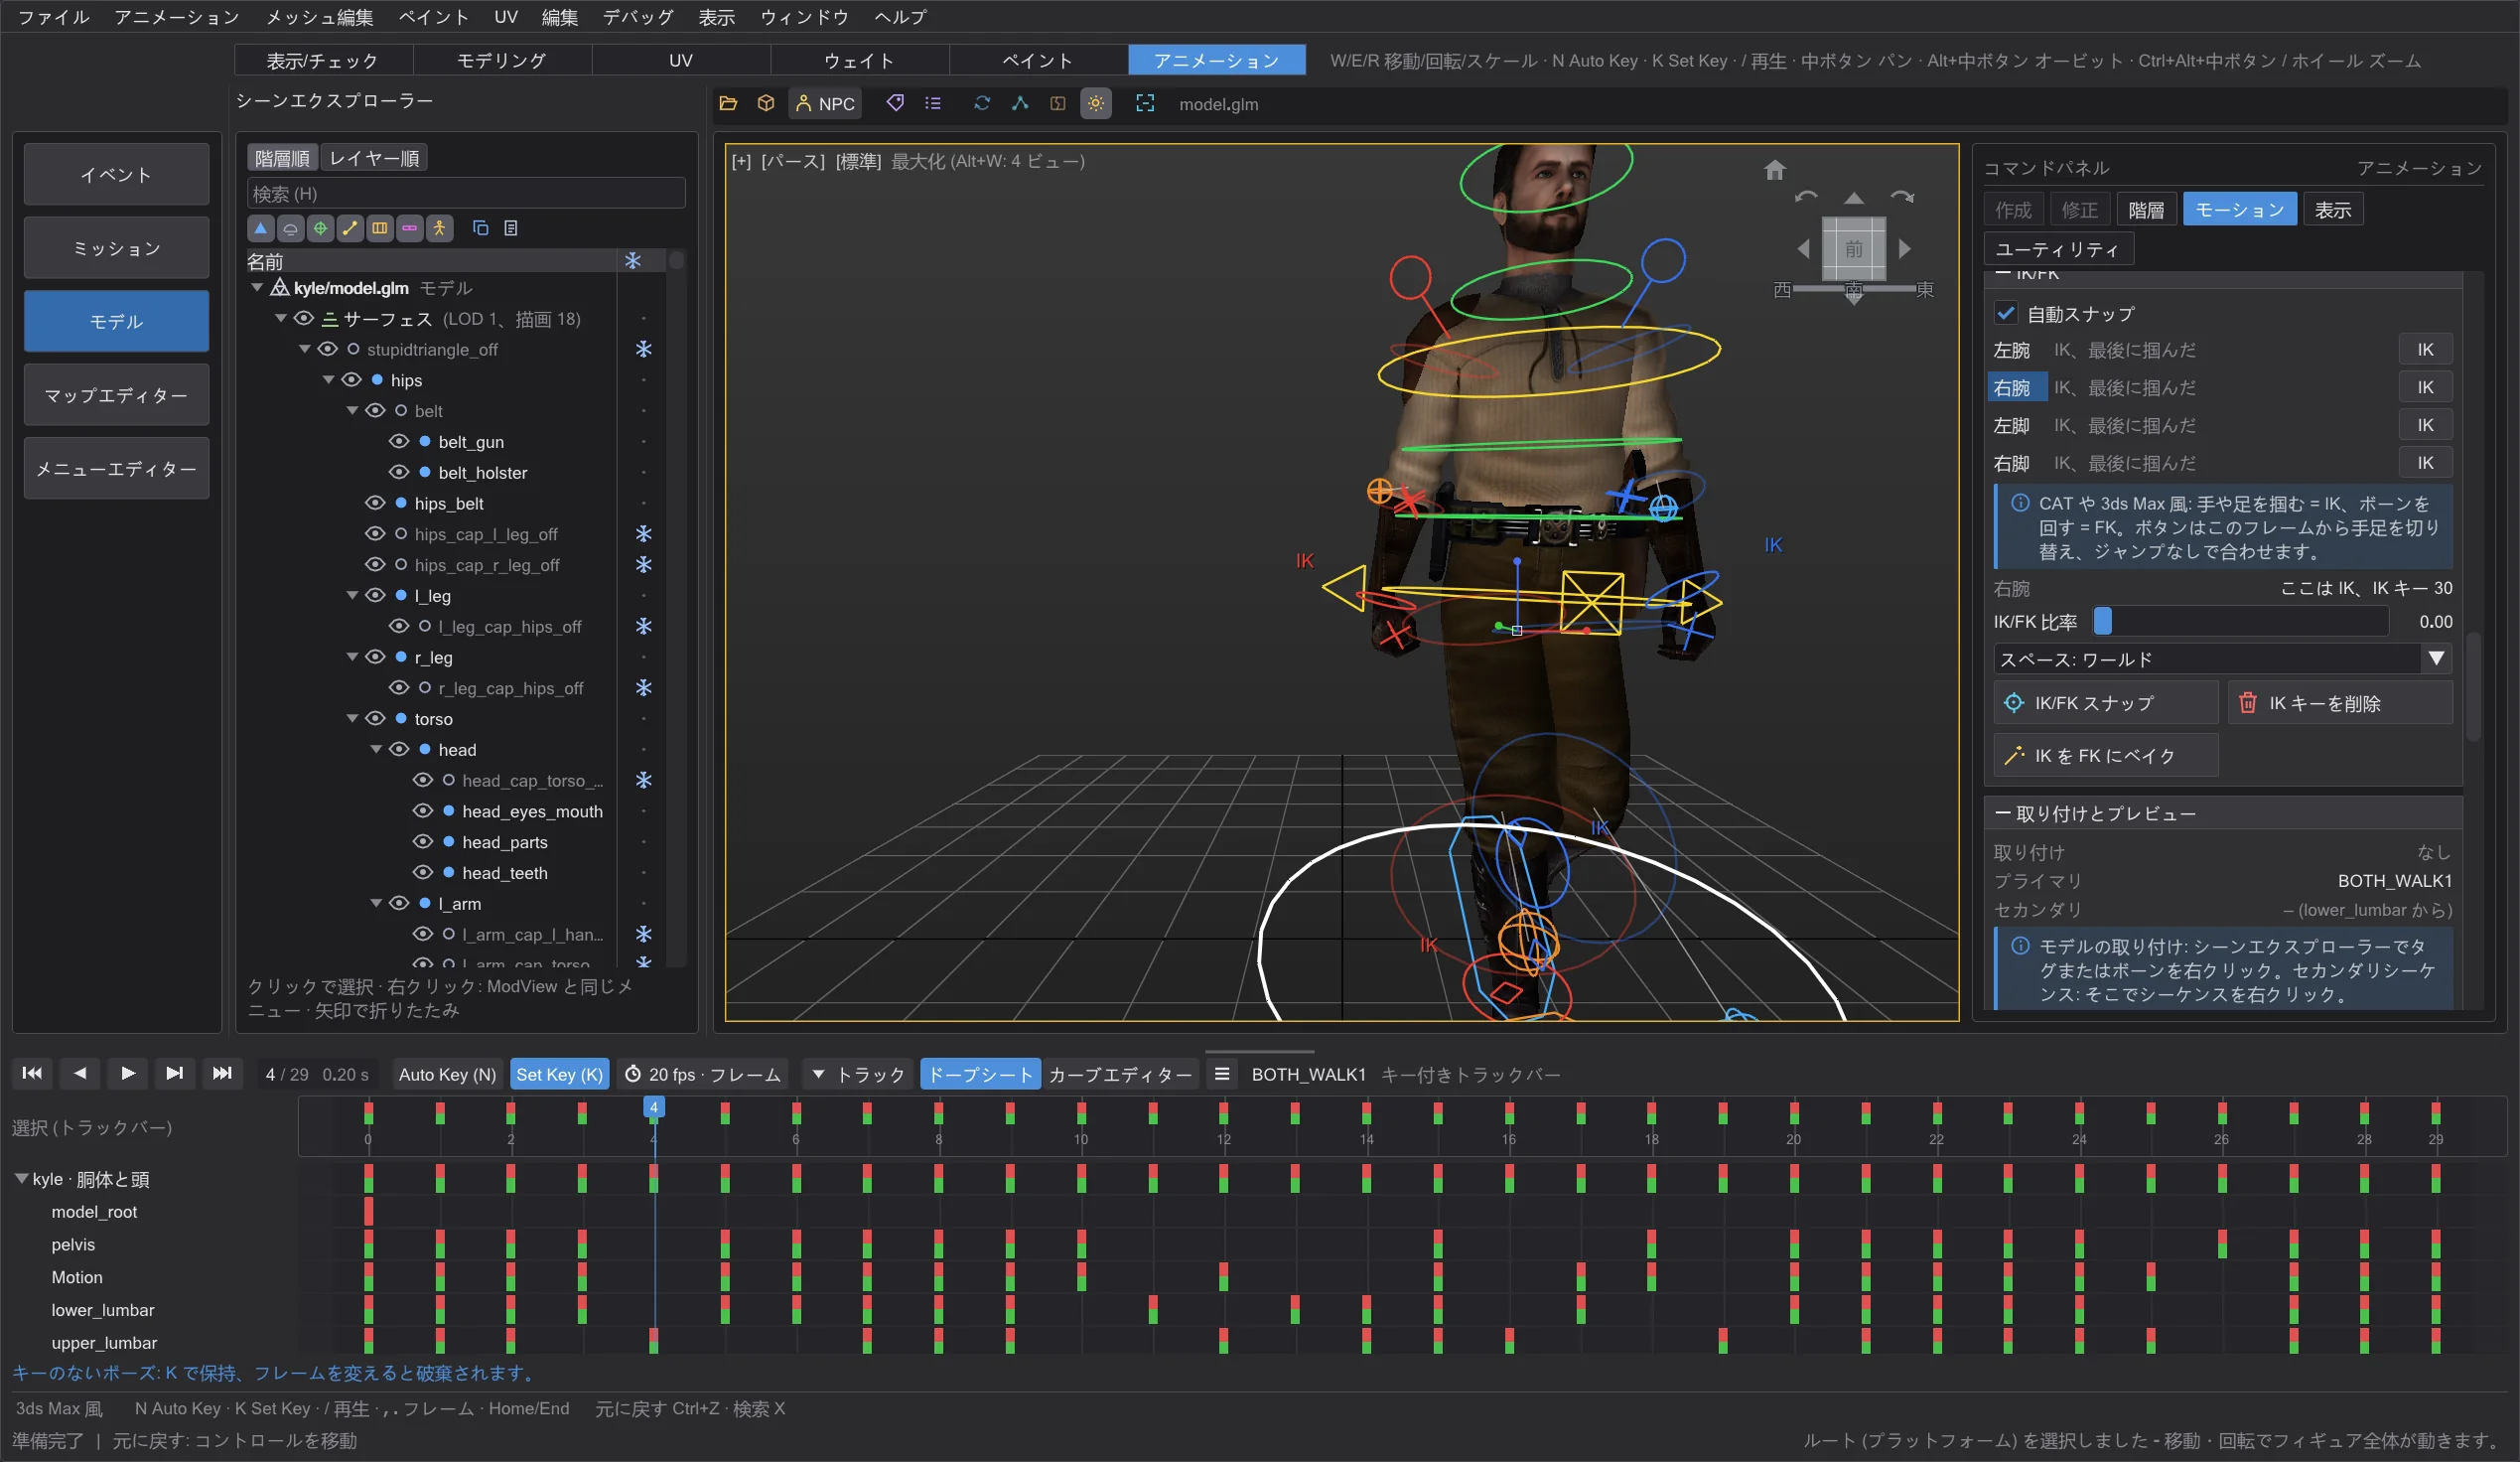 ファイル アニメーション メッシュ編集 ペイント UV 編集 デバッグ 表示 ウィンドウ ヘルプ
表示/チェック モデリング UV ウェイト ペイント アニメーション W/E/R 移動/回転/スケール · N Auto Key · K Set Key · / 再生 · 中ボタン パン · Alt+中ボタン オービット · Ctrl+Alt+中ボタン / ホイール ズーム
イベント
ミッション
モデル
マップエディター
メニューエディター
シーンエクスプローラー
階層順 レイヤー順
検索 (H)
名前
kyle/model.glm モデル
サーフェス (LOD 1、描画 18)
stupidtriangle_off
hips
belt
belt_gun
belt_holster
hips_belt
hips_cap_l_leg_off
hips_cap_r_leg_off
l_leg
l_leg_cap_hips_off
r_leg
r_leg_cap_hips_off
torso
head
head_cap_torso_...
head_eyes_mouth
head_parts
head_teeth
l_arm
l_arm_cap_l_han...
l_arm_cap_torso
クリックで選択 · 右クリック: ModView と同じメ
ニュー · 矢印で折りたたみ
NPC model.glm
[+] [パース] [標準] 最大化 (Alt+W: 4 ビュー)
前
西 南 東
IK
IK
IK
IK
コマンドパネル アニメーション
作成 修正 階層 モーション 表示
ユーティリティ
IK/FK
自動スナップ
左腕 IK、最後に掴んだ IK
右腕 IK、最後に掴んだ IK
左脚 IK、最後に掴んだ IK
右脚 IK、最後に掴んだ IK
CAT や 3ds Max 風: 手や足を掴む = IK、ボーンを
回す = FK。ボタンはこのフレームから手足を切り
替え、ジャンプなしで合わせます。
右腕 ここは IK、IK キー 30
IK/FK 比率 0.00
スペース: ワールド
IK/FK スナップ IK キーを削除
IK を FK にベイク
取り付けとプレビュー
取り付け なし
プライマリ BOTH_WALK1
セカンダリ – (lower_lumbar から)
モデルの取り付け: シーンエクスプローラーでタ
グまたはボーンを右クリック。セカンダリシーケ
ンス: そこでシーケンスを右クリック。
4 / 29 0.20 s Auto Key (N) Set Key (K) 20 fps · フレーム トラック ドープシート カーブエディター BOTH_WALK1 キー付きトラックバー
4
選択 (トラックバー)
0 2 4 6 8 10 12 14 16 18 20 22 24 26 28 29
kyle · 胴体と頭
model_root
pelvis
Motion
lower_lumbar
upper_lumbar
キーのないポーズ: K で保持、フレームを変えると破棄されます。
3ds Max 風 N Auto Key · K Set Key · / 再生 · , . フレーム · Home/End 元に戻す Ctrl+Z · 検索 X
準備完了 | 元に戻す: コントロールを移動
ルート (プラットフォーム) を選択しました - 移動・回転でフィギュア全体が動きます。